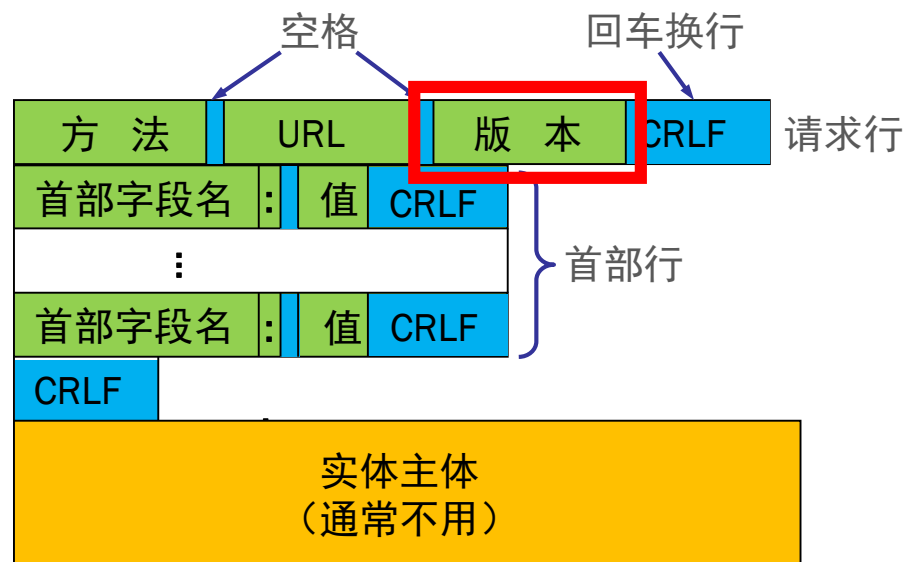 空格 回车换行
方 法 URL 版 本 CRLF 请求行
首部字段名 : 值 CRLF
⋮ 首部行
首部字段名 : 值 CRLF
CRLF
实体主体
（通常不用）